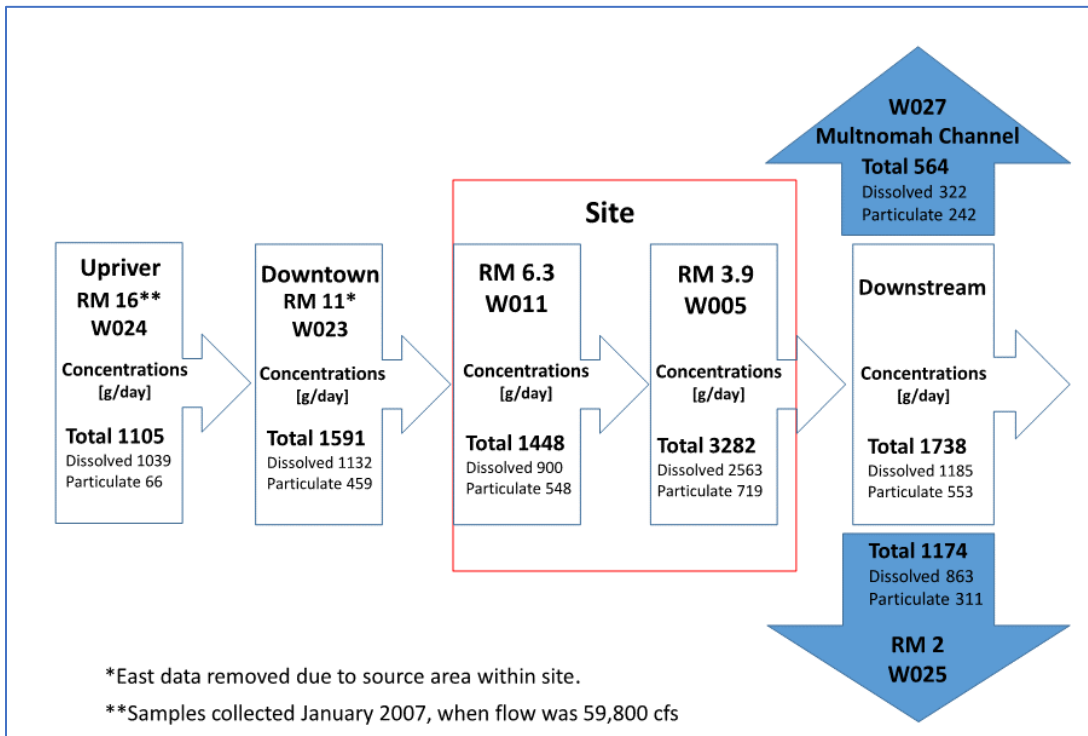 Upriver
RM 16**
W024
Concentrations
[g/day]
Total 1105
Dissolved 1039
Particulate 66
Downtown
RM 11*
W023
Concentrations
[g/day]
Total 1591
Dissolved 1132
Particulate 459
Site
RM 6.3
W011
Concentrations
[g/day]
Total 1448
Dissolved 900
Particulate 548
RM 3.9
W005
Concentrations
[g/day]
Total 3282
Dissolved 2563
Particulate 719
W027
Multnomah Channel
Total 564
Dissolved 322
Particulate 242
Downstream
Concentrations
[g/day]
Total 1738
Dissolved 1185
Particulate 553
Total 1174
Dissolved 863
Particulate 311
RM 2
W025
*East data removed due to source area within site.
**Samples collected January 2007, when flow was 59,800 cfs